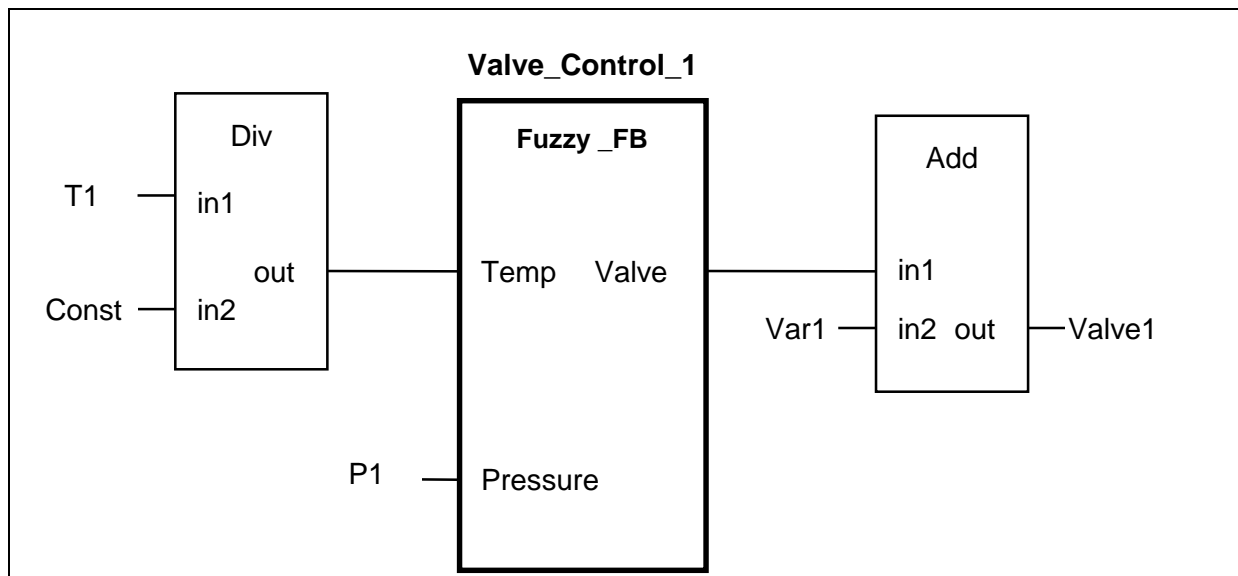 Valve_Control_1
Div
Fuzzy _FB
Add
T1
in1
out
Temp Valve
in1
Const
in2
Var1
in2 out
Valve1
P1
Pressure